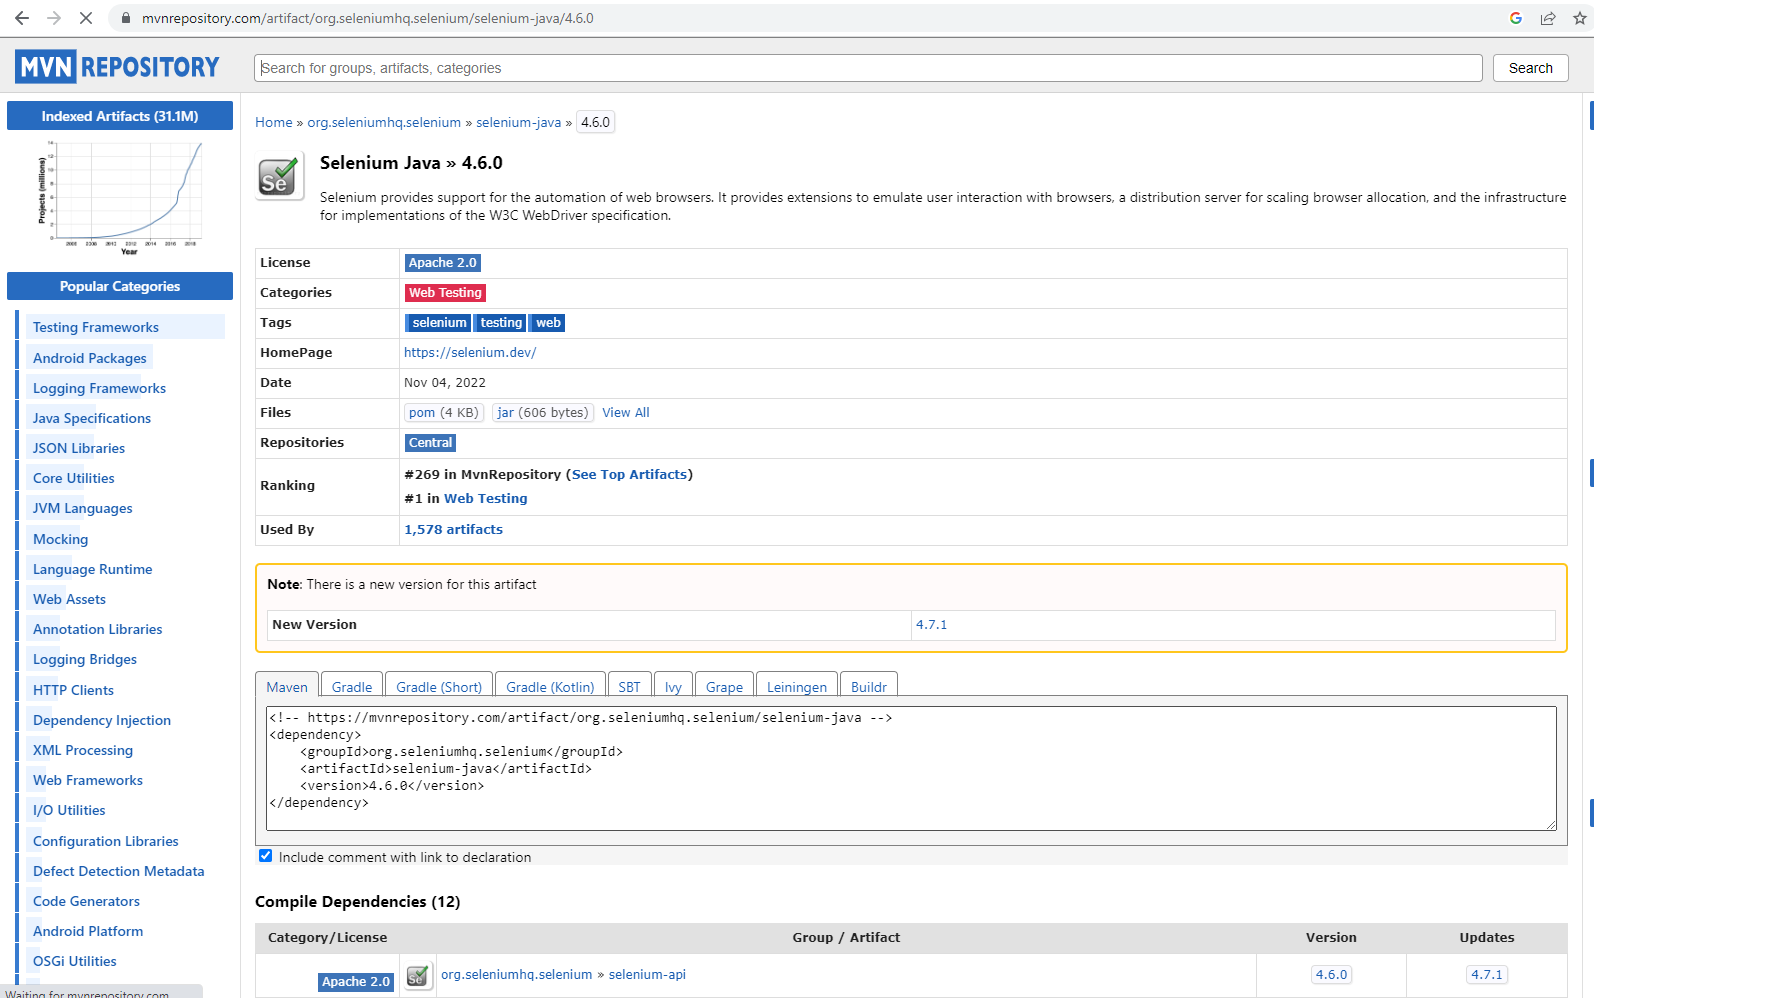 mvnrepository.com/artifact/org.seleniumhq.selenium/selenium-java/4.6.0
MVN REPOSITORY
Search for groups, artifacts, categories
Search
Indexed Artifacts (31.1M)
Projects (millions)
Year
Popular Categories
Testing Frameworks
Android Packages
Logging Frameworks
Java Specifications
JSON Libraries
Core Utilities
JVM Languages
Mocking
Language Runtime
Web Assets
Annotation Libraries
Logging Bridges
HTTP Clients
Dependency Injection
XML Processing
Web Frameworks
I/O Utilities
Configuration Libraries
Defect Detection Metadata
Code Generators
Android Platform
OSGi Utilities
Waiting for mvnrepository.com
Home » org.seleniumhq.selenium » selenium-java » 4.6.0
Se
Selenium Java » 4.6.0
Selenium provides support for the automation of web browsers. It provides extensions to emulate user interaction with browsers, a distribution server for scaling browser allocation, and the infrastructure
for implementations of the W3C WebDriver specification.
License Apache 2.0
Categories Web Testing
Tags selenium testing web
HomePage https://selenium.dev/
Date Nov 04, 2022
Files pom (4 KB) jar (606 bytes) View All
Repositories Central
Ranking #269 in MvnRepository (See Top Artifacts)
#1 in Web Testing
Used By 1,578 artifacts
Note: There is a new version for this artifact
New Version 4.7.1
Maven Gradle Gradle (Short) Gradle (Kotlin) SBT Ivy Grape Leiningen Buildr
<!-- https://mvnrepository.com/artifact/org.seleniumhq.selenium/selenium-java -->
<dependency>
    <groupId>org.seleniumhq.selenium</groupId>
    <artifactId>selenium-java</artifactId>
    <version>4.6.0</version>
</dependency>
Include comment with link to declaration
Compile Dependencies (12)
Category/License Group / Artifact Version Updates
Apache 2.0 Se org.seleniumhq.selenium » selenium-api 4.6.0 4.7.1